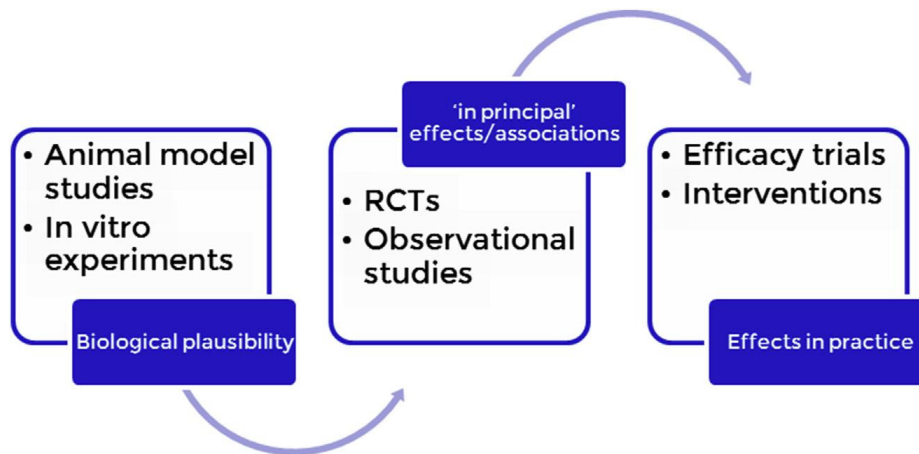 • Animal model
studies
• In vitro
experiments
Biological plausibility
'in principal'
effects/associations
• RCTs
• Observational
studies
• Efficacy trials
• Interventions
Effects in practice